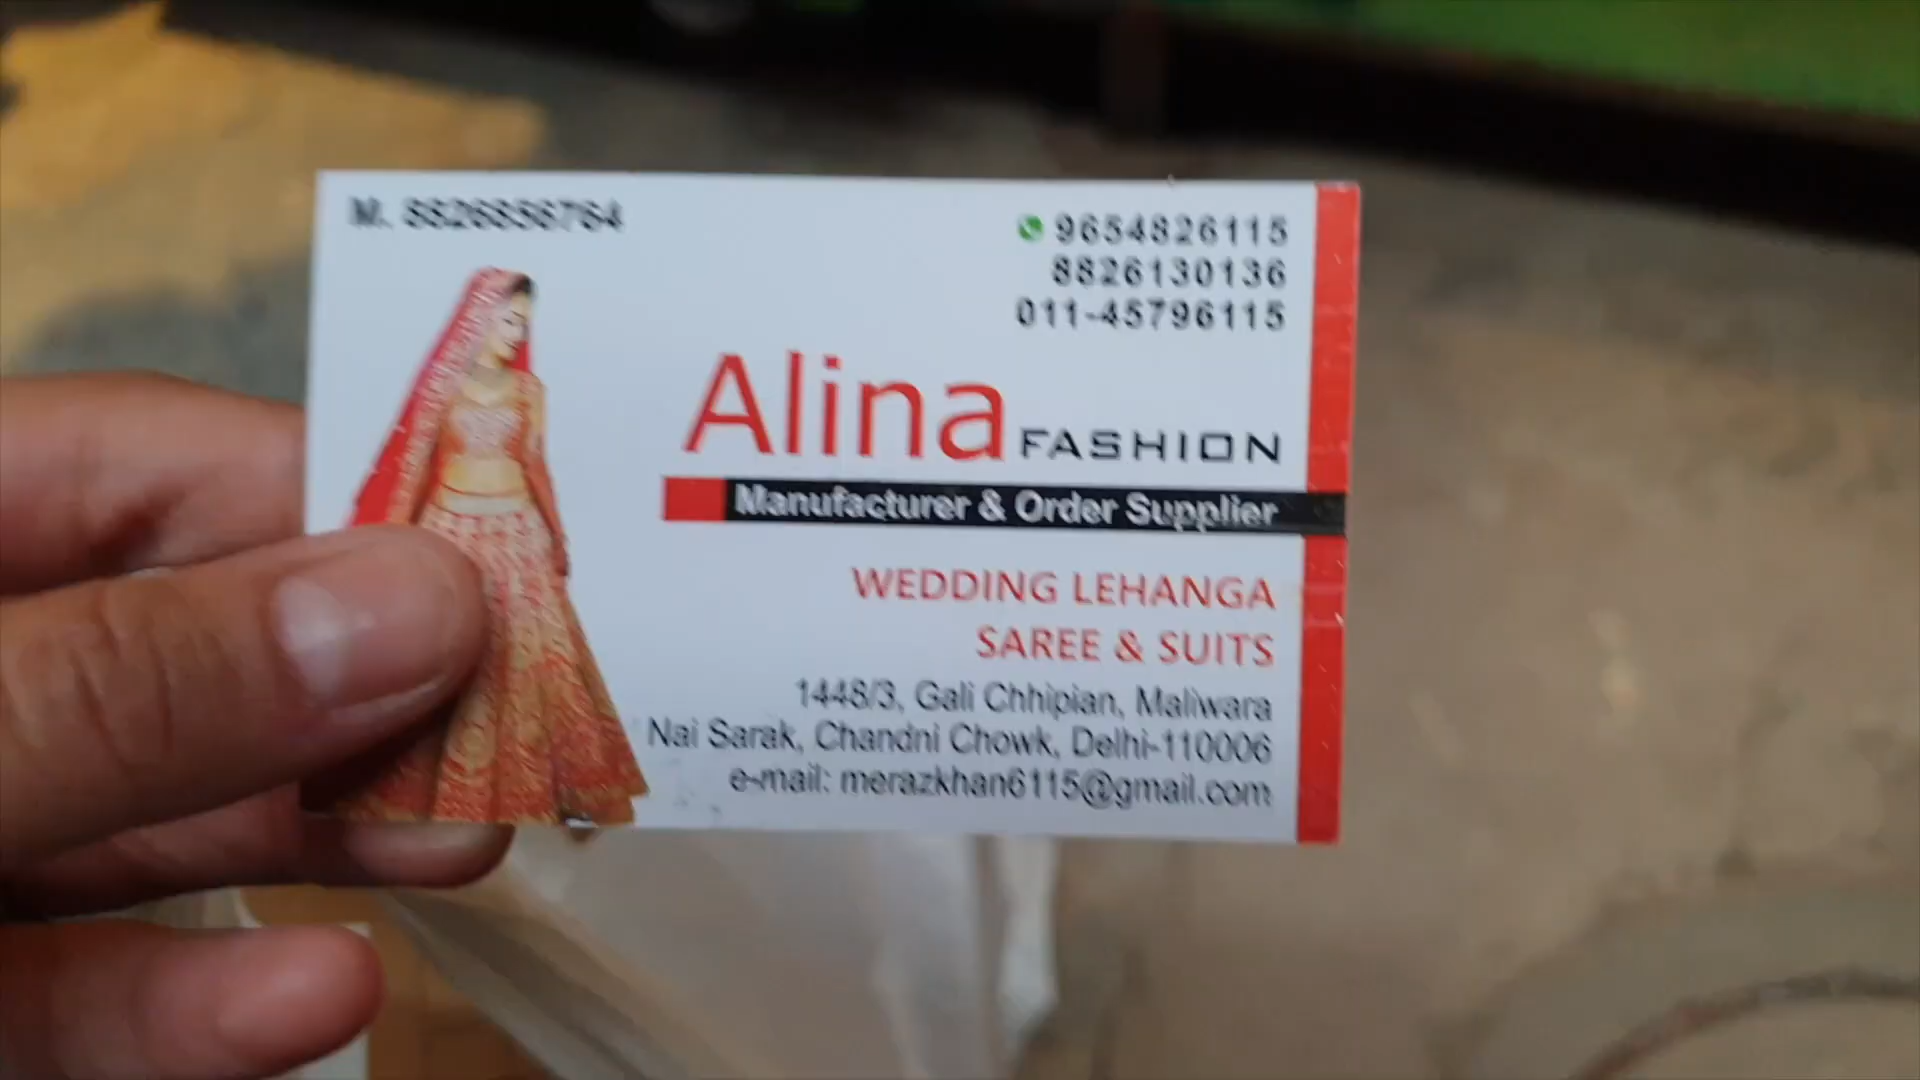 M. 8826856764
9654826115
8826130136
011-45796115
Alina FASHION
Manufacturer & Order Supplier
WEDDING LEHANGA
SAREE & SUITS
1448/3, Gali Chhipian, Maliwara
Nai Sarak, Chandni Chowk, Delhi-110006
e-mail: merazkhan6115@gmail.com